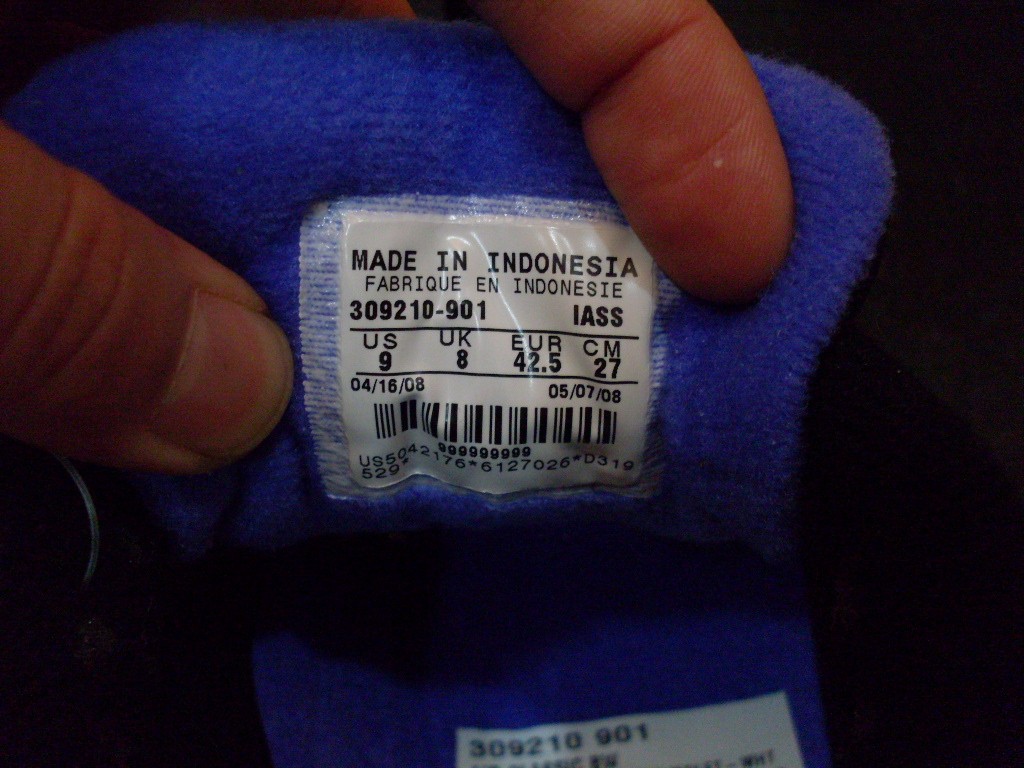 MADE IN INDONESIA
FABRIQUE EN INDONESIE
309210-901 IASS
US UK EUR CM
9 8 42.5 27
04/16/08 05/07/08
999999999
US5042176*6127026*D319
529*
309210 901
- WHT